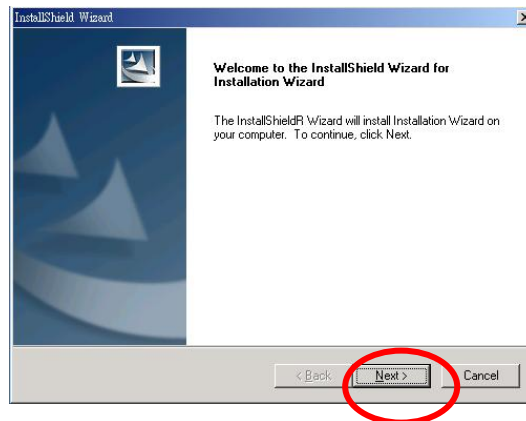 InstallShield Wizard
Welcome to the InstallShield Wizard for
Installation Wizard
The InstallShieldR Wizard will install Installation Wizard on
your computer. To continue, click Next.
< Back
Next >
Cancel